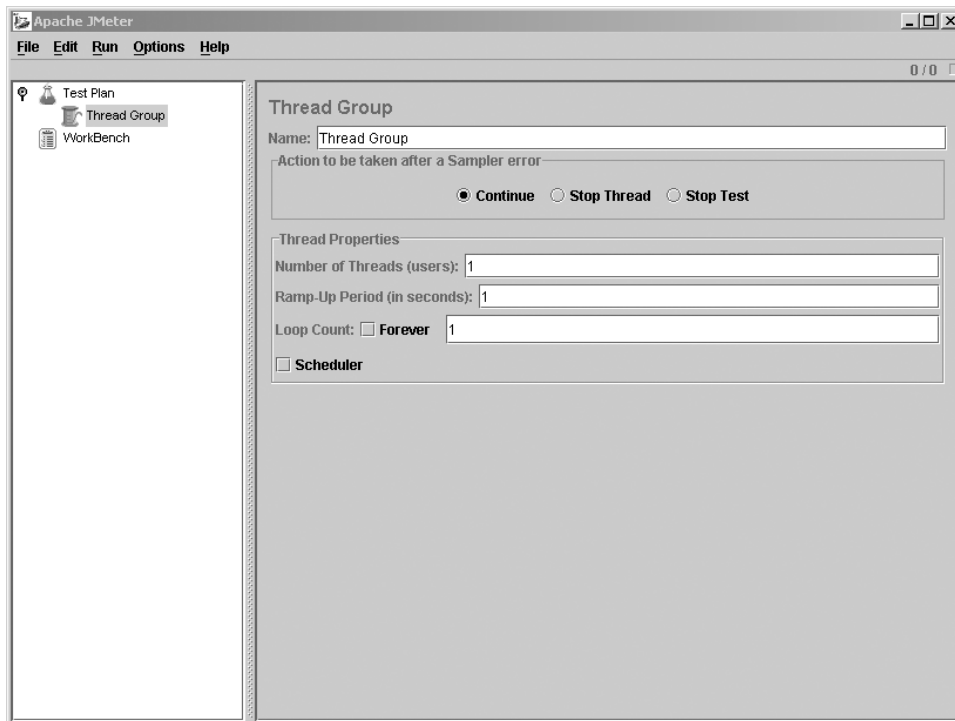 Apache JMeter
File Edit Run Options Help
0 / 0
Test Plan
Thread Group
WorkBench
Thread Group
Name: Thread Group
Action to be taken after a Sampler error
Continue Stop Thread Stop Test
Thread Properties
Number of Threads (users): 1
Ramp-Up Period (in seconds): 1
Loop Count: Forever 1
Scheduler